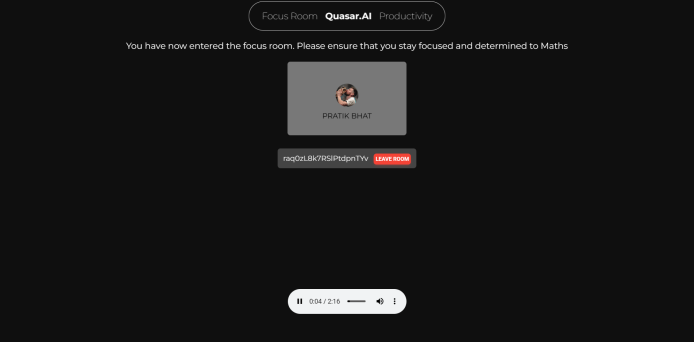 Focus Room Quasar.AI Productivity
You have now entered the focus room. Please ensure that you stay focused and determined to Maths
PRATIK BHAT
raq0zL8k7RSlPtdpnTYv LEAVE ROOM
0:04 / 2:16